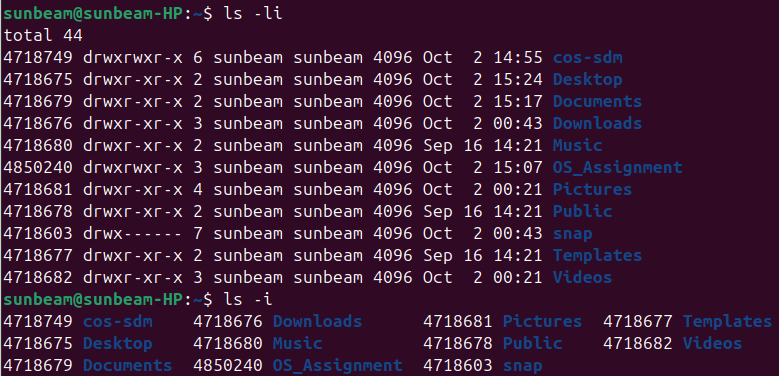 sunbeam@sunbeam-HP:~$ ls -li
total 44
4718749 drwxrwxr-x 6 sunbeam sunbeam 4096 Oct  2 14:55 cos-sdm
4718675 drwxr-xr-x 2 sunbeam sunbeam 4096 Oct  2 15:24 Desktop
4718679 drwxr-xr-x 2 sunbeam sunbeam 4096 Oct  2 15:17 Documents
4718676 drwxr-xr-x 3 sunbeam sunbeam 4096 Oct  2 00:43 Downloads
4718680 drwxr-xr-x 2 sunbeam sunbeam 4096 Sep 16 14:21 Music
4850240 drwxrwxr-x 3 sunbeam sunbeam 4096 Oct  2 15:07 OS_Assignment
4718681 drwxr-xr-x 4 sunbeam sunbeam 4096 Oct  2 00:21 Pictures
4718678 drwxr-xr-x 2 sunbeam sunbeam 4096 Sep 16 14:21 Public
4718603 drwx------ 7 sunbeam sunbeam 4096 Oct  2 00:43 snap
4718677 drwxr-xr-x 2 sunbeam sunbeam 4096 Sep 16 14:21 Templates
4718682 drwxr-xr-x 3 sunbeam sunbeam 4096 Oct  2 00:21 Videos
sunbeam@sunbeam-HP:~$ ls -i
4718749 cos-sdm    4718676 Downloads      4718681 Pictures  4718677 Templates
4718675 Desktop    4718680 Music          4718678 Public    4718682 Videos
4718679 Documents  4850240 OS_Assignment  4718603 snap